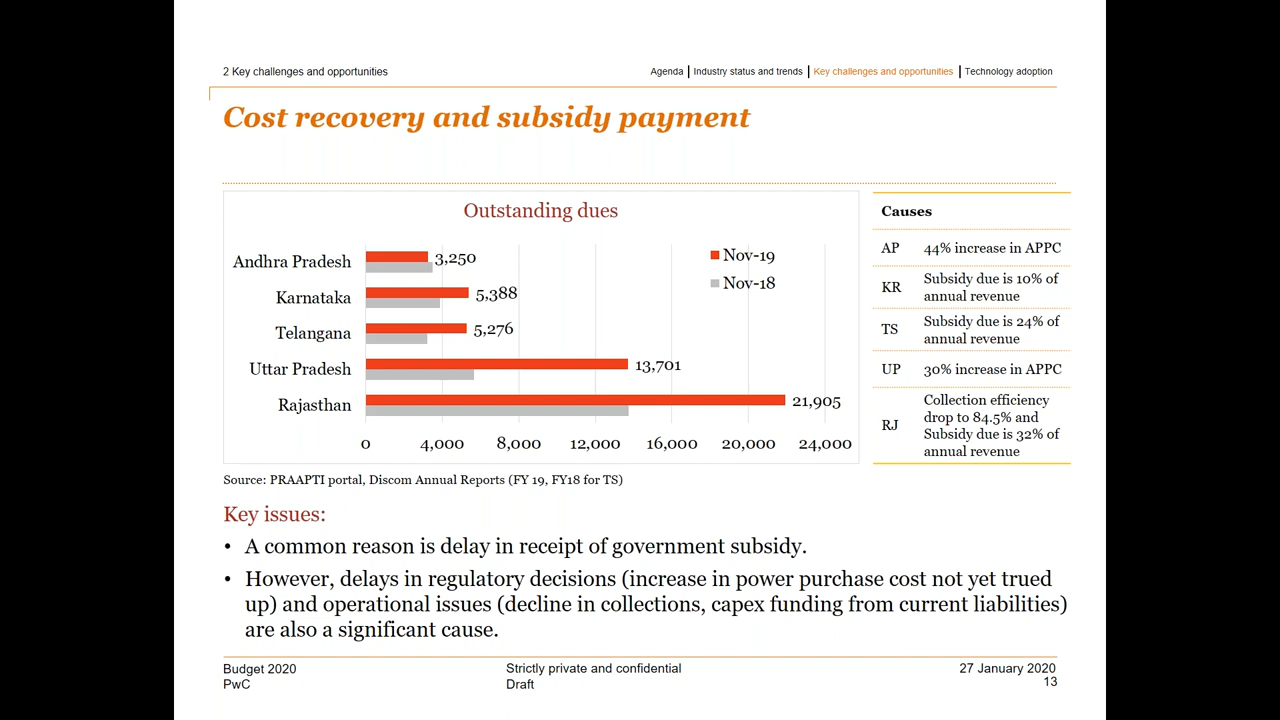 2 Key challenges and opportunities
Agenda | Industry status and trends | Key challenges and opportunities | Technology adoption
Cost recovery and subsidy payment
Outstanding dues
Nov-19
Nov-18
Andhra Pradesh 3,250
Karnataka 5,388
Telangana 5,276
Uttar Pradesh 13,701
Rajasthan 21,905
0 4,000 8,000 12,000 16,000 20,000 24,000
Causes
AP 44% increase in APPC
KR Subsidy due is 10% of
annual revenue
TS Subsidy due is 24% of
annual revenue
UP 30% increase in APPC
RJ Collection efficiency
drop to 84.5% and
Subsidy due is 32% of
annual revenue
Source: PRAAPTI portal, Discom Annual Reports (FY 19, FY18 for TS)
Key issues:
• A common reason is delay in receipt of government subsidy.
• However, delays in regulatory decisions (increase in power purchase cost not yet trued
up) and operational issues (decline in collections, capex funding from current liabilities)
are also a significant cause.
Budget 2020 Strictly private and confidential 27 January 2020
PwC Draft 13